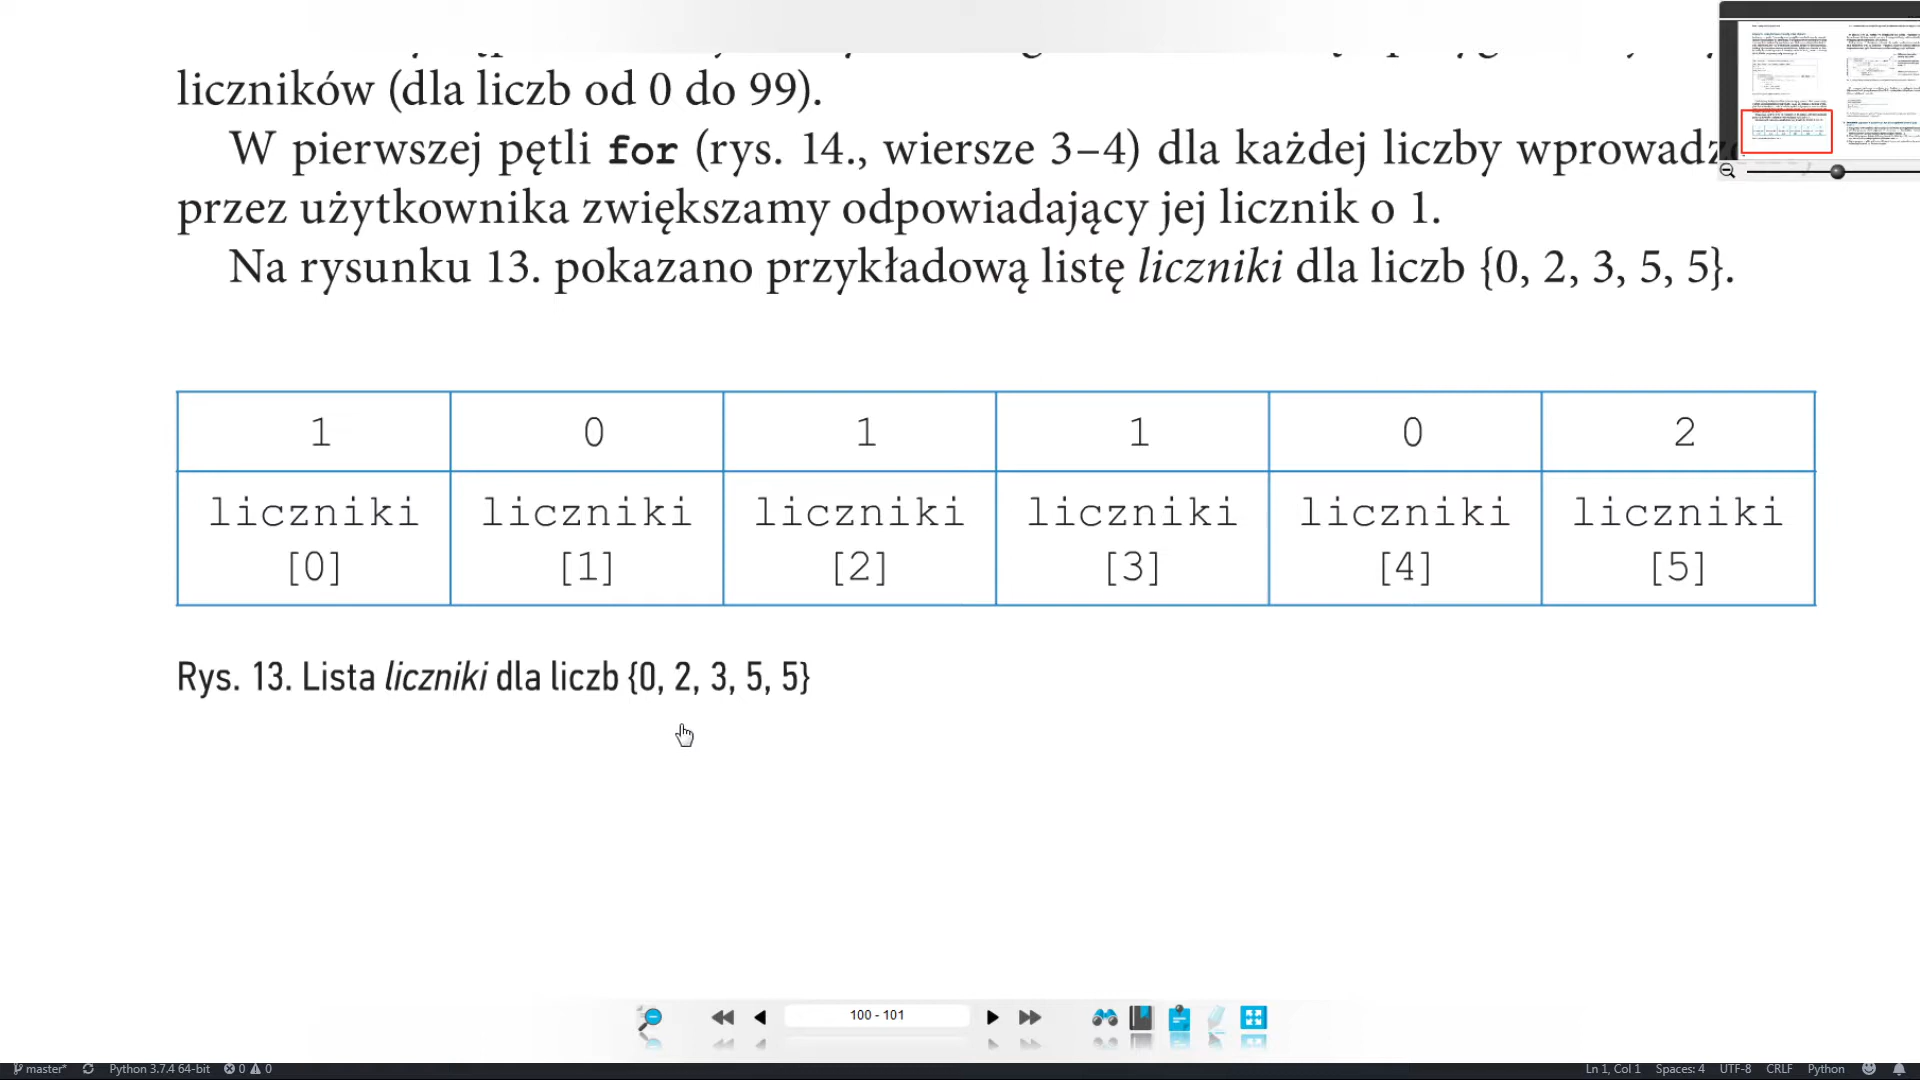 liczników (dla liczb od 0 do 99).
W pierwszej pętli for (rys. 14., wiersze 3–4) dla każdej liczby
przez użytkownika zwiększamy odpowiadający jej licznik o 1.
Na rysunku 13. pokazano przykładową listę liczniki dla liczb {0, 2, 3, 5, 5}.
1 0 1 1 0 2
liczniki liczniki liczniki liczniki liczniki liczniki
[0] [1] [2] [3] [4] [5]
Rys. 13. Lista liczniki dla liczb {0, 2, 3, 5, 5}
100 - 101
master* Python 3.7.4 64-bit 0 0 Ln 1, Col 1 Spaces: 4 UTF-8 CRLF Python